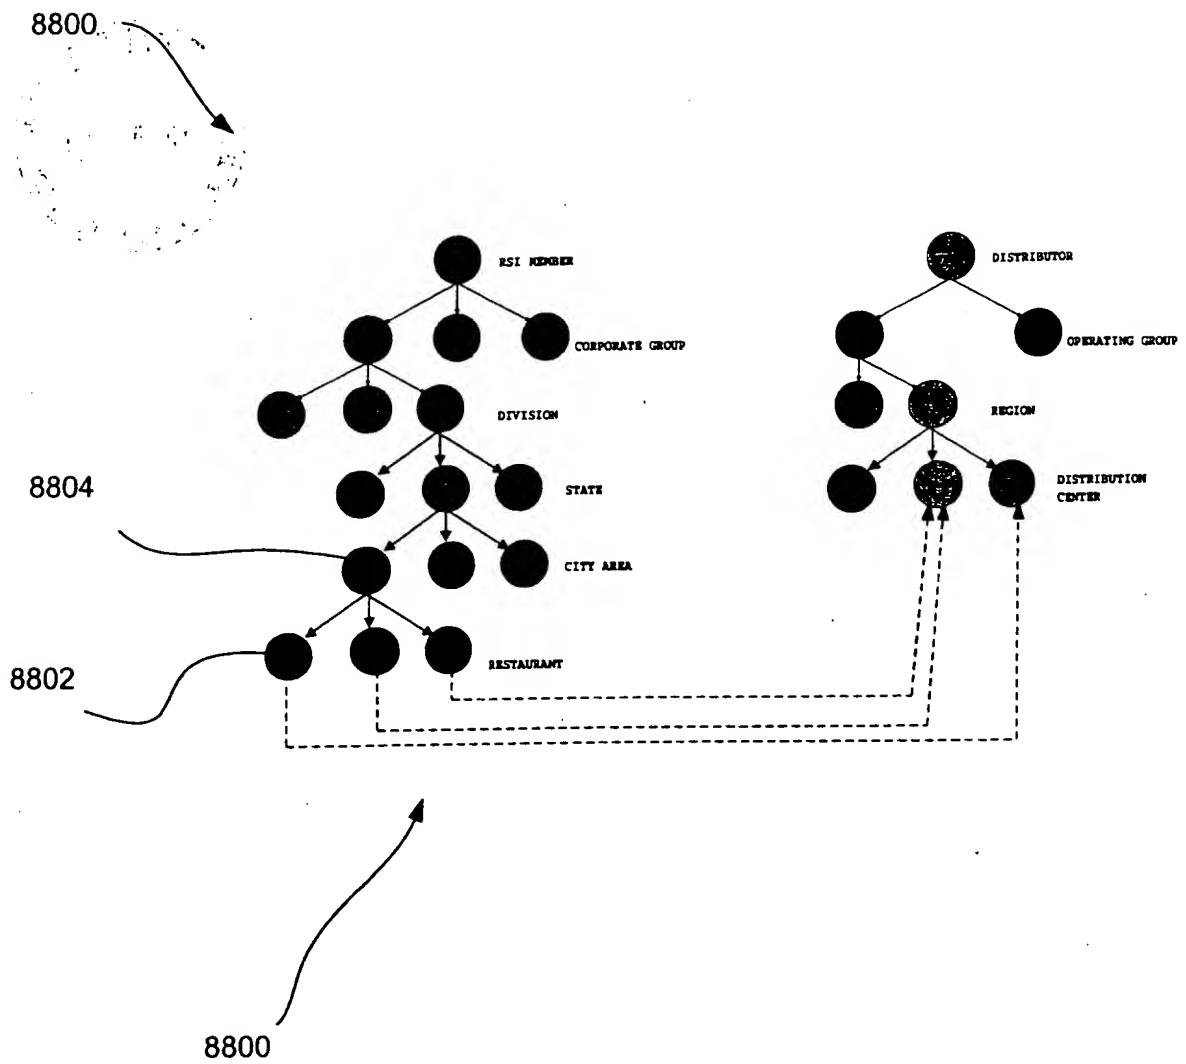 8800
RSI MEMBER
DISTRIBUTOR
CORPORATE GROUP
OPERATING GROUP
DIVISION
REGION
8804
STATE
DISTRIBUTION
CENTER
CITY AREA
8802
RESTAURANT
8800